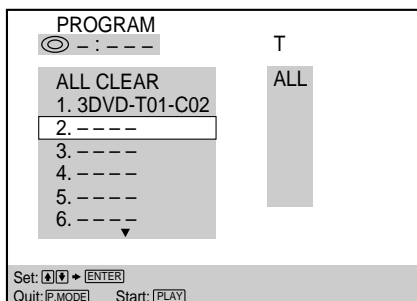 PROGRAM
– : – – –
T
ALL CLEAR
ALL
1. 3DVD-T01-C02
2. – – – –
3. – – – –
4. – – – –
5. – – – –
6. – – – –
Set: ENTER
Quit: P.MODE Start: PLAY